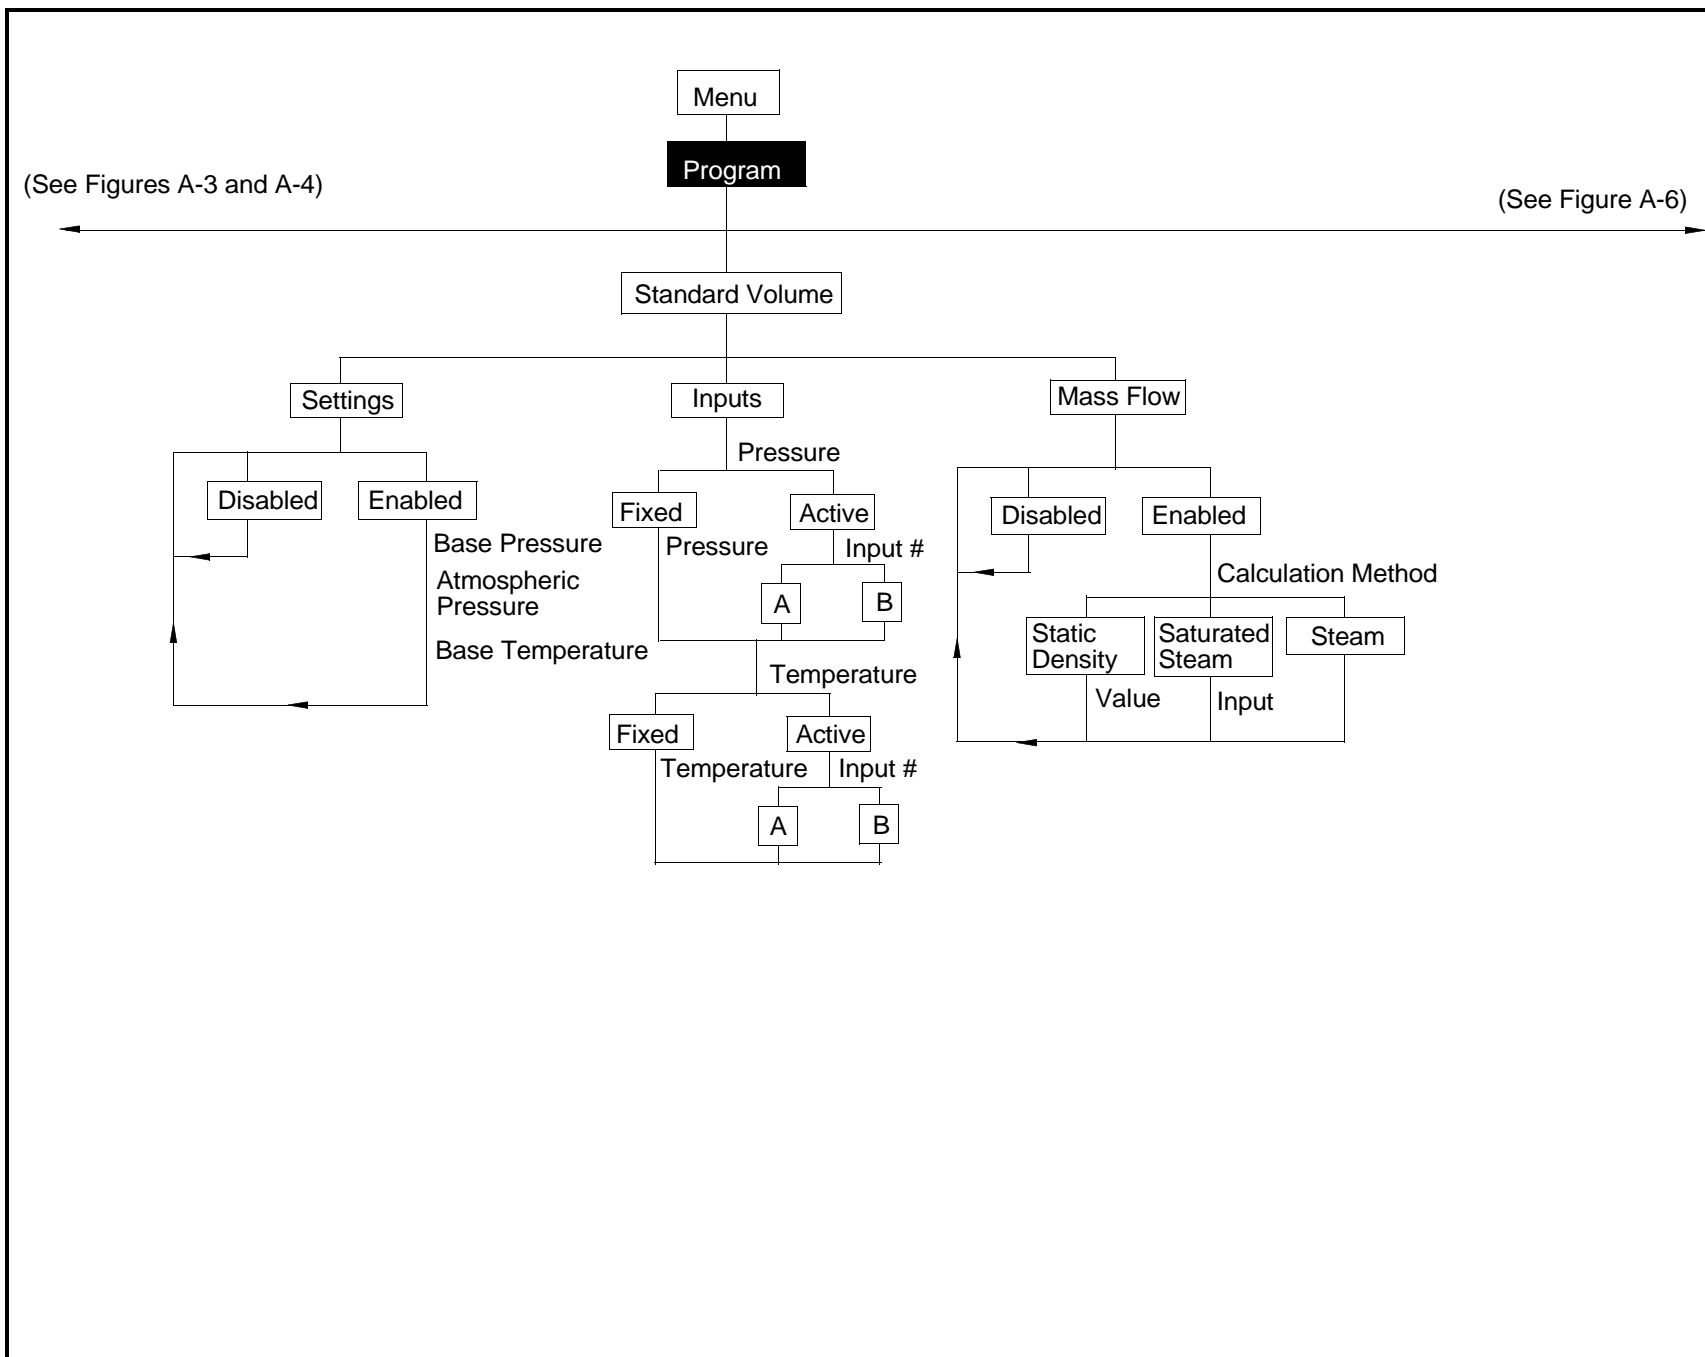 Menu
Program
(See Figures A-3 and A-4)
(See Figure A-6)
Standard Volume
Settings
Inputs
Mass Flow
Pressure
Disabled
Enabled
Fixed
Active
Disabled
Enabled
Base Pressure
Pressure
Input #
Atmospheric
Pressure
Calculation Method
A
B
Base Temperature
Static
Density
Saturated
Steam
Steam
Temperature
Value
Input
Fixed
Active
Temperature
Input #
A
B